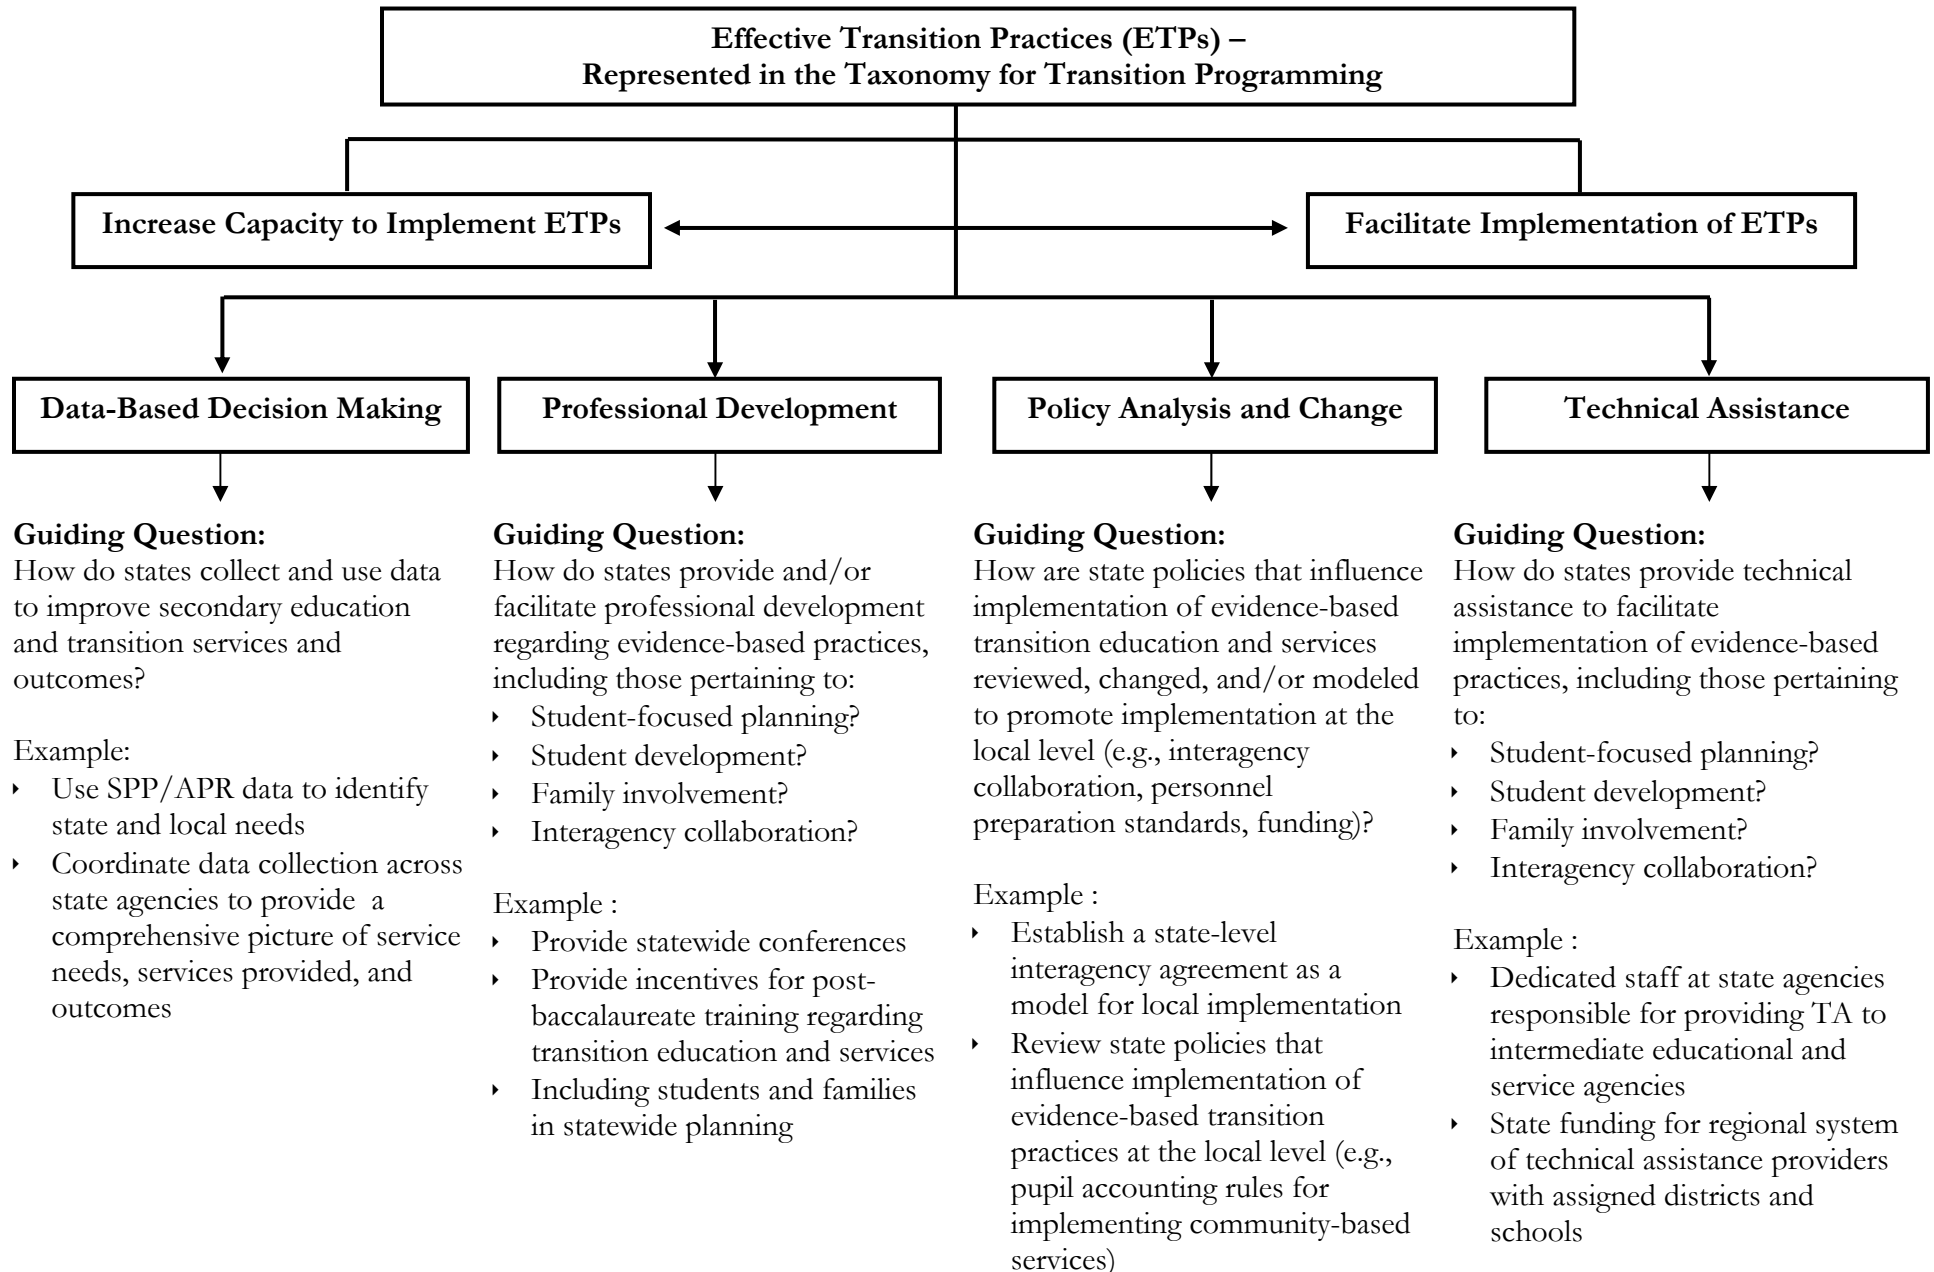 Effective Transition Practices (ETPs) –
Represented in the Taxonomy for Transition Programming
Increase Capacity to Implement ETPs
Facilitate Implementation of ETPs
Data-Based Decision Making
Professional Development
Policy Analysis and Change
Technical Assistance
Guiding Question:
How do states collect and use data
to improve secondary education
and transition services and
outcomes?
Example:
‣ Use SPP/APR data to identify
state and local needs
‣ Coordinate data collection across
state agencies to provide  a
comprehensive picture of service
needs, services provided, and
outcomes
Guiding Question:
How do states provide and/or
facilitate professional development
regarding evidence-based practices,
including those pertaining to:
‣ Student-focused planning?
‣ Student development?
‣ Family involvement?
‣ Interagency collaboration?
Example :
‣ Provide statewide conferences
‣ Provide incentives for post-
baccalaureate training regarding
transition education and services
‣ Including students and families
in statewide planning
Guiding Question:
How are state policies that influence
implementation of evidence-based
transition education and services
reviewed, changed, and/or modeled
to promote implementation at the
local level (e.g., interagency
collaboration, personnel
preparation standards, funding)?
Example :
‣ Establish a state-level
interagency agreement as a
model for local implementation
‣ Review state policies that
influence implementation of
evidence-based transition
practices at the local level (e.g.,
pupil accounting rules for
implementing community-based
services)
Guiding Question:
How do states provide technical
assistance to facilitate
implementation of evidence-based
practices, including those pertaining
to:
‣ Student-focused planning?
‣ Student development?
‣ Family involvement?
‣ Interagency collaboration?
Example :
‣ Dedicated staff at state agencies
responsible for providing TA to
intermediate educational and
service agencies
‣ State funding for regional system
of technical assistance providers
with assigned districts and
schools